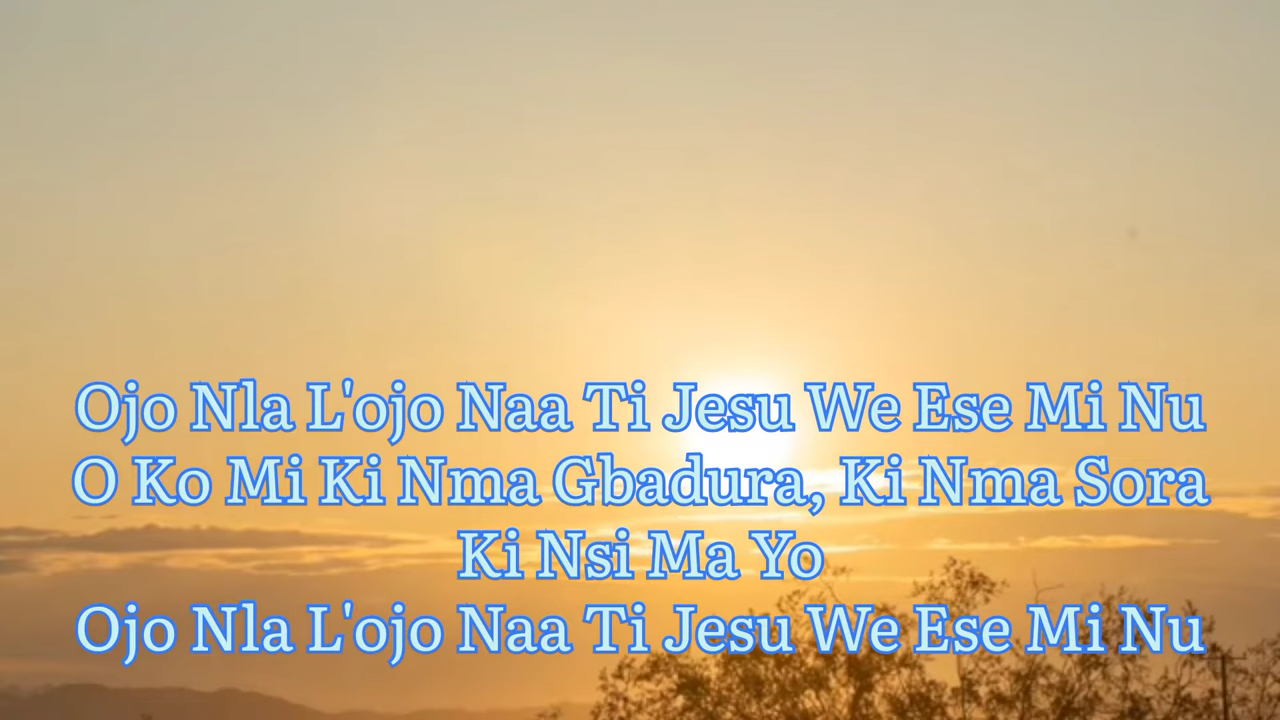 Ojo Nla L'ojo Naa Ti Jesu We Ese Mi Nu
O Ko Mi Ki Nma Gbadura, Ki Nma Sora
Ki Nsi Ma Yo
Ojo Nla L'ojo Naa Ti Jesu We Ese Mi Nu